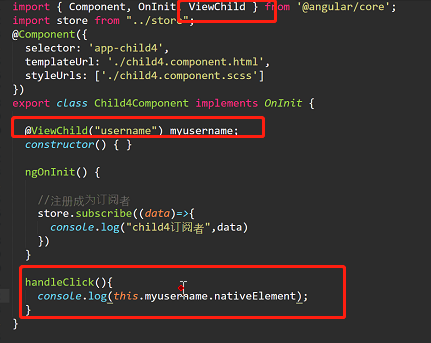 import { Component, OnInit, ViewChild } from '@angular/core';
import store from "../store";
@Component({
  selector: 'app-child4',
  templateUrl: './child4.component.html',
  styleUrls: ['./child4.component.scss']
})
export class Child4Component implements OnInit {
  @ViewChild("username") myusername;
  constructor() { }
  ngOnInit() {
    //注册成为订阅者
    store.subscribe((data)=>{
      console.log("child4订阅者",data)
    })
  }
  handleClick(){
    console.log(this.myusername.nativeElement);
  }
}